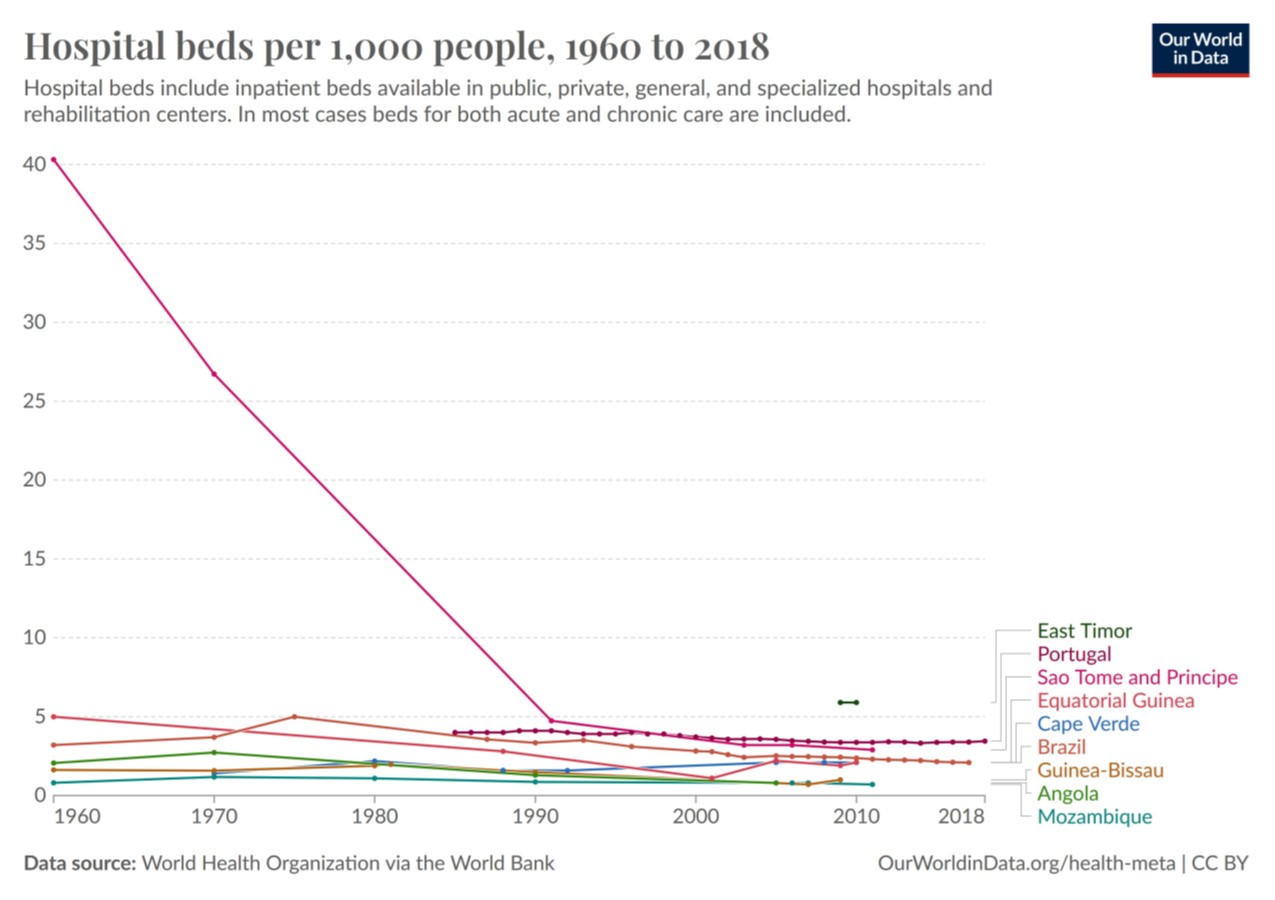 Hospital beds per 1,000 people, 1960 to 2018
Our World
in Data
Hospital beds include inpatient beds available in public, private, general, and specialized hospitals and
rehabilitation centers. In most cases beds for both acute and chronic care are included.
40
35
30
25
20
15
10
5
0
1960
1970
1980
1990
2000
2010
2018
East Timor
Portugal
Sao Tome and Principe
Equatorial Guinea
Cape Verde
Brazil
Guinea-Bissau
Angola
Mozambique
Data source: World Health Organization via the World Bank
OurWorldinData.org/health-meta | CC BY